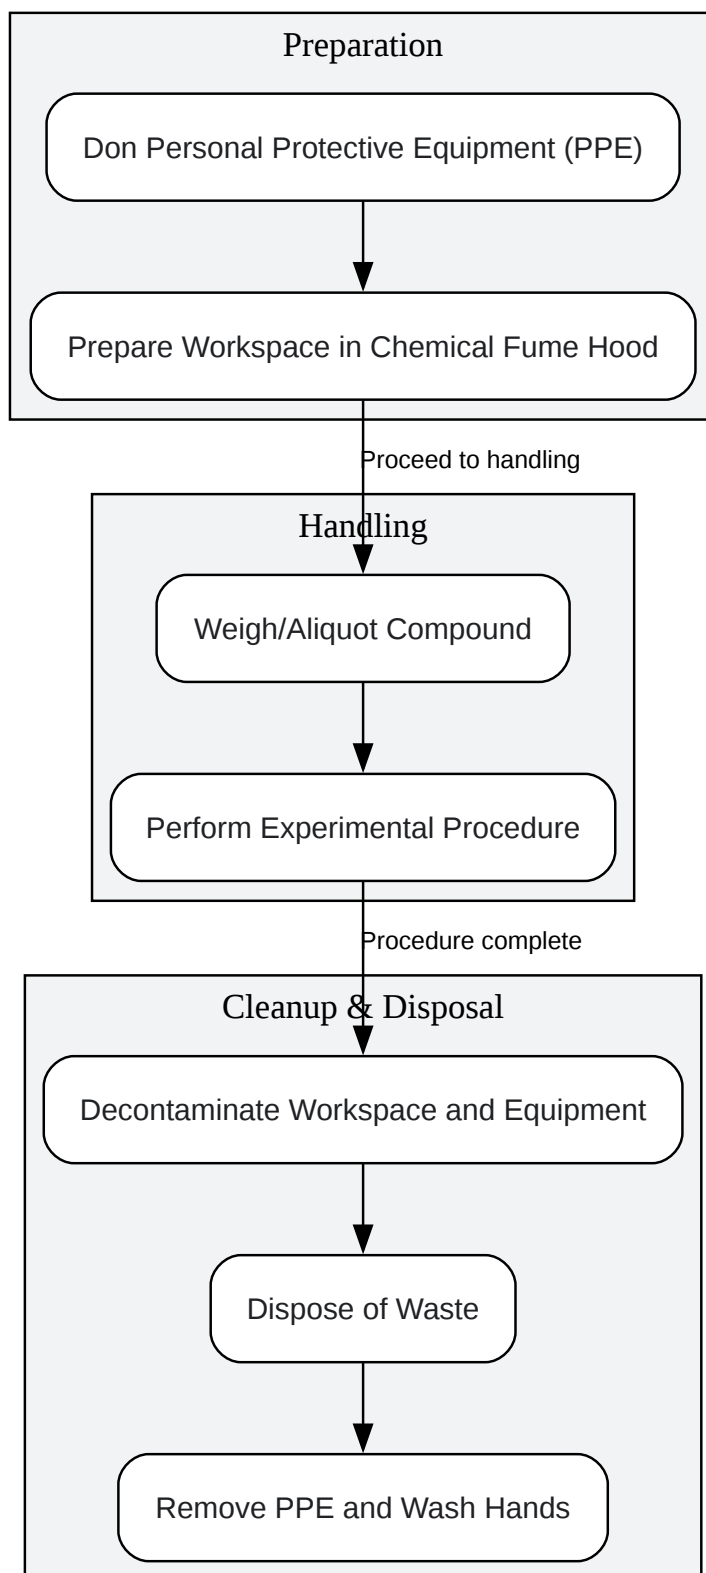 Preparation
Don Personal Protective Equipment (PPE)
Prepare Workspace in Chemical Fume Hood
Proceed to handling
Handling
Weigh/Aliquot Compound
Perform Experimental Procedure
Procedure complete
Cleanup & Disposal
Decontaminate Workspace and Equipment
Dispose of Waste
Remove PPE and Wash Hands